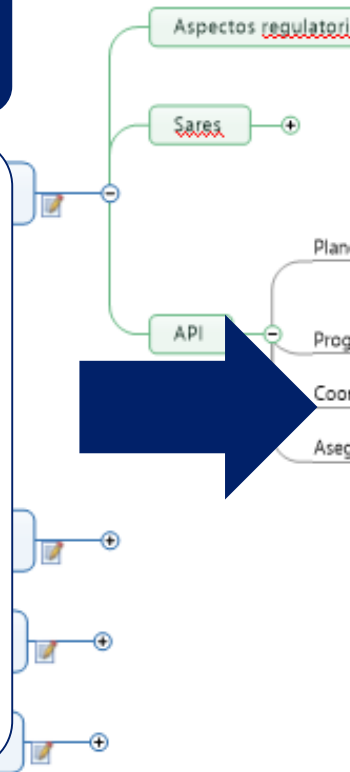 Aspectos regulatori
Sares
API
Plan
Prog
Coor
Aseg